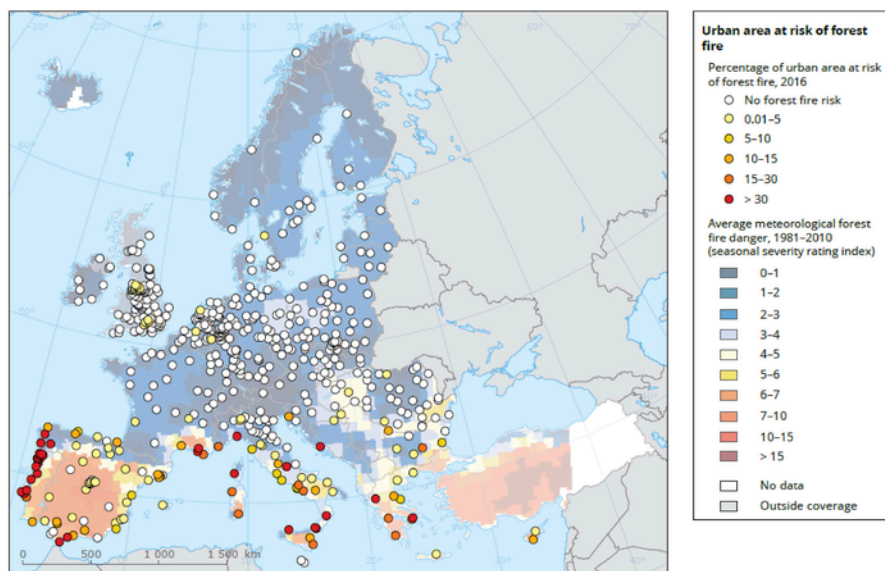 Urban area at risk of forest
fire
Percentage of urban area at risk
of forest fire, 2016
No forest fire risk
0.01–5
5–10
10–15
15–30
> 30
Average meteorological forest
fire danger, 1981–2010
(seasonal severity rating index)
0–1
1–2
2–3
3–4
4–5
5–6
6–7
7–10
10–15
> 15
No data
Outside coverage
0 500 1 000 1 500 km